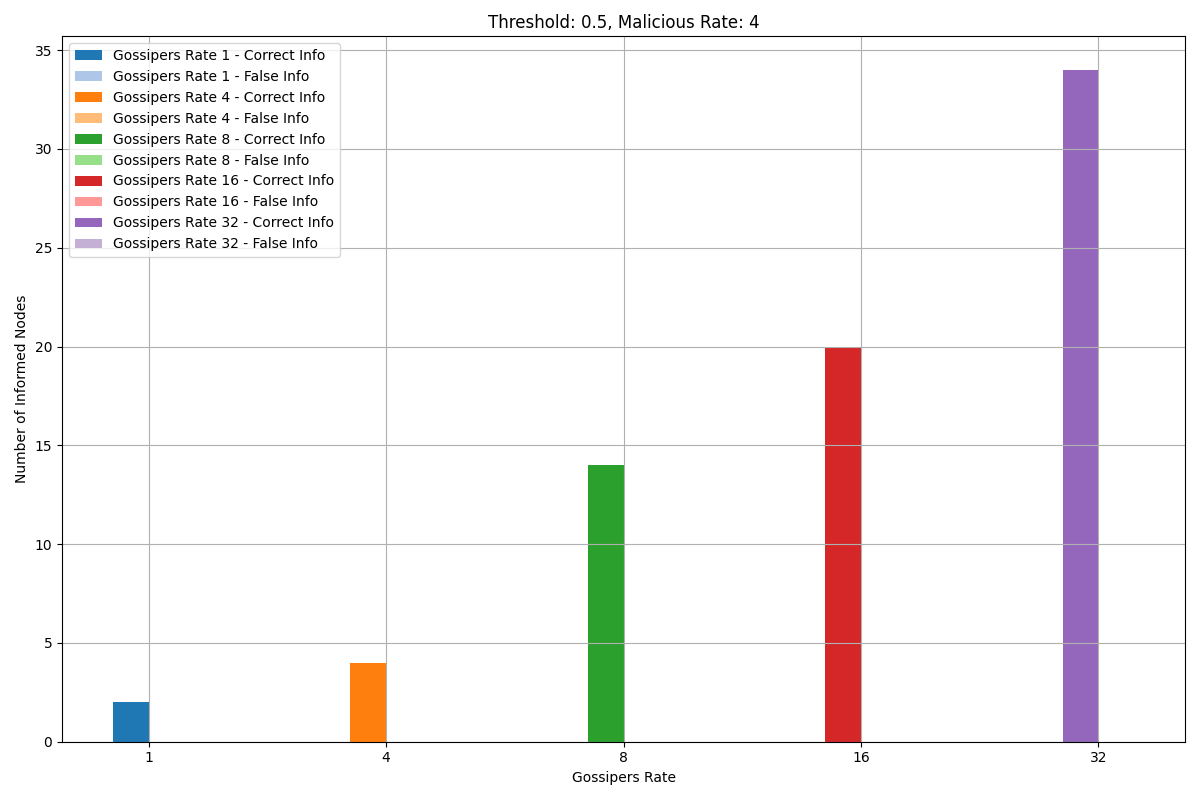 Threshold: 0.5, Malicious Rate: 4
35
30
25
20
15
10
5
0
Number of Informed Nodes
Gossipers Rate 1 - Correct Info
Gossipers Rate 1 - False Info
Gossipers Rate 4 - Correct Info
Gossipers Rate 4 - False Info
Gossipers Rate 8 - Correct Info
Gossipers Rate 8 - False Info
Gossipers Rate 16 - Correct Info
Gossipers Rate 16 - False Info
Gossipers Rate 32 - Correct Info
Gossipers Rate 32 - False Info
1 4 8 16 32
Gossipers Rate